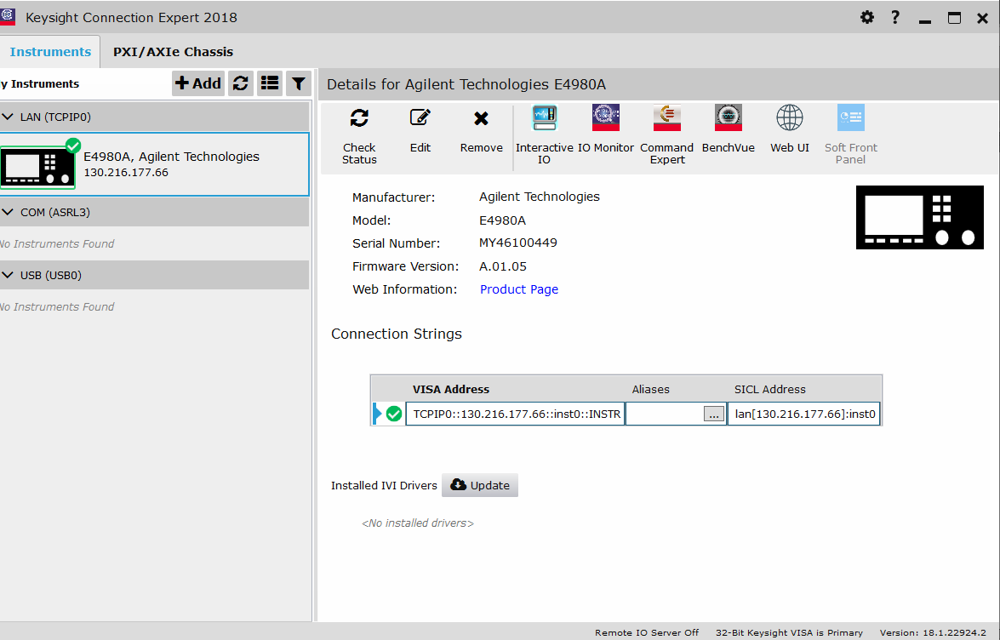 Keysight Connection Expert 2018
Instruments PXI/AXIe Chassis
y Instruments Add
Details for Agilent Technologies E4980A
LAN (TCPIP0)
E4980A, Agilent Technologies
130.216.177.66
COM (ASRL3)
No Instruments Found
USB (USB0)
No Instruments Found
Check Status
Edit
Remove
Interactive IO
IO Monitor
Command Expert
BenchVue
Web UI
Soft Front Panel
Manufacturer: Agilent Technologies
Model: E4980A
Serial Number: MY46100449
Firmware Version: A.01.05
Web Information: Product Page
Connection Strings
VISA Address Aliases SICL Address
TCPIP0::130.216.177.66::inst0::INSTR ... lan[130.216.177.66]:inst0
Installed IVI Drivers Update
<No installed drivers>
Remote IO Server Off 32-Bit Keysight VISA is Primary Version: 18.1.22924.2